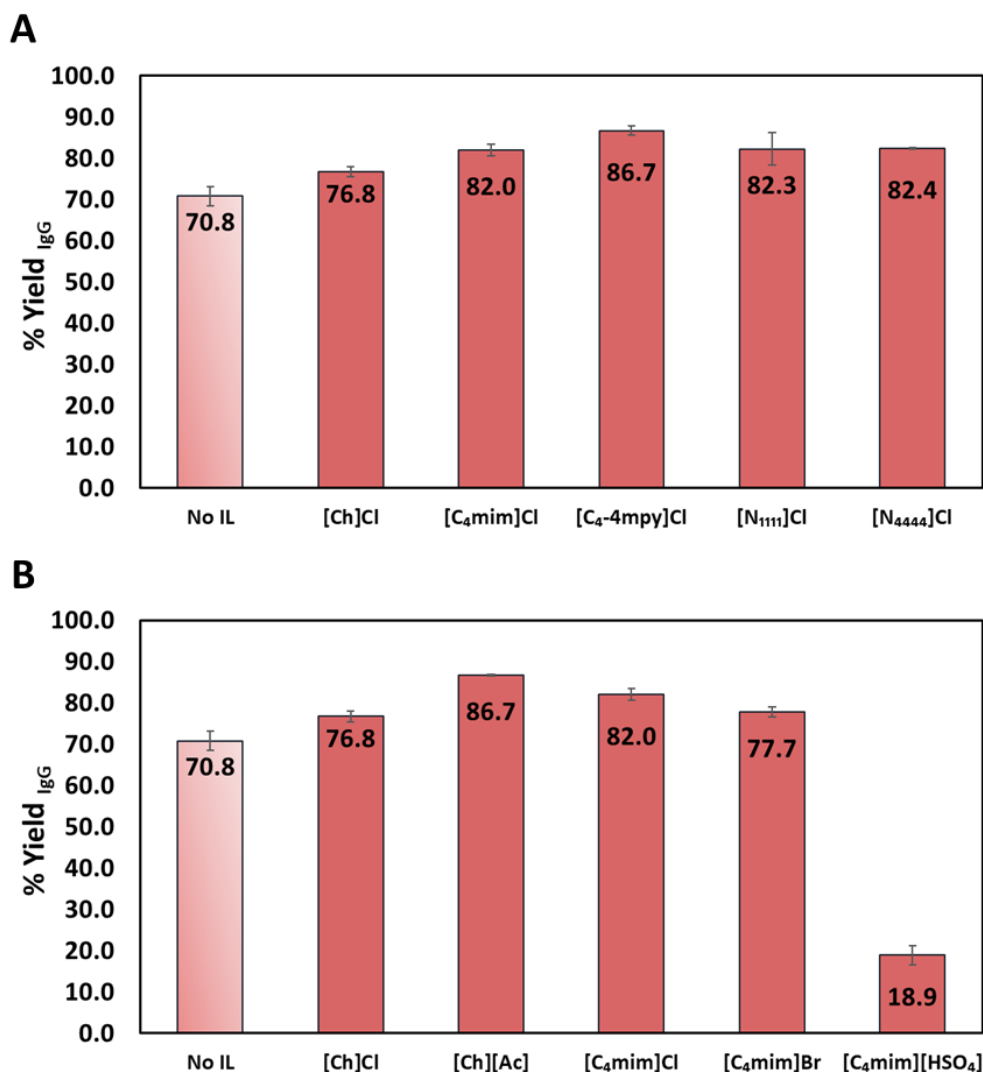 A
100.0
90.0
80.0
70.0
60.0
50.0
40.0
30.0
20.0
10.0
0.0
% Yield IgG
70.8
76.8
82.0
86.7
82.3
82.4
No IL
[Ch]Cl
[C₄mim]Cl
[C₄-4mpy]Cl
[N₁₁₁₁]Cl
[N₄₄₄₄]Cl
B
100.0
90.0
80.0
70.0
60.0
50.0
40.0
30.0
20.0
10.0
0.0
% Yield IgG
70.8
76.8
86.7
82.0
77.7
18.9
No IL
[Ch]Cl
[Ch][Ac]
[C₄mim]Cl
[C₄mim]Br
[C₄mim][HSO₄]